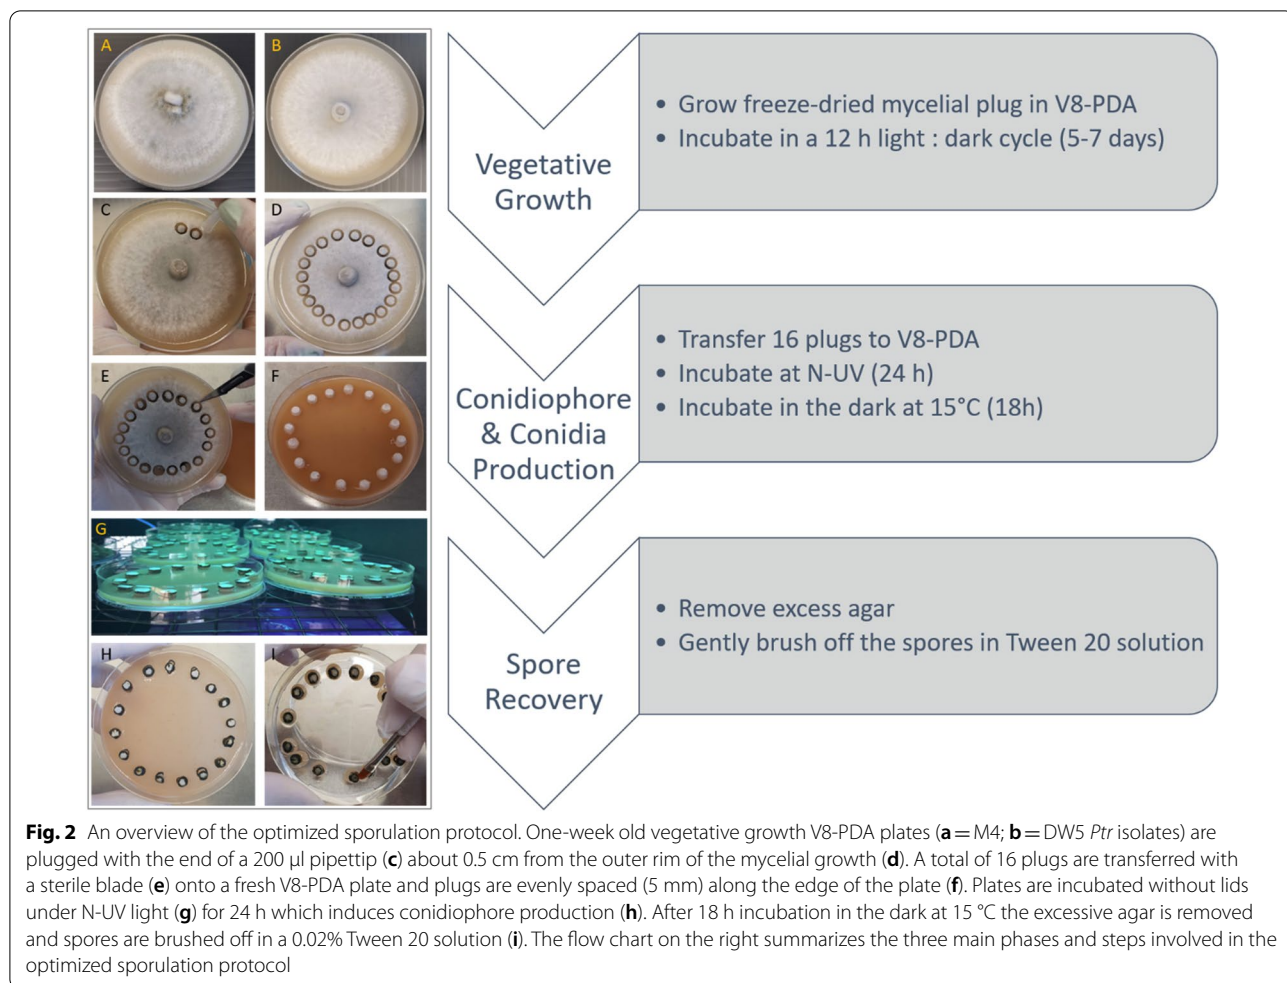 A
B
C
D
E
F
G
H
I
Vegetative
Growth
• Grow freeze-dried mycelial plug in V8-PDA
• Incubate in a 12 h light : dark cycle (5-7 days)
Conidiophore
& Conidia
Production
• Transfer 16 plugs to V8-PDA
• Incubate at N-UV (24 h)
• Incubate in the dark at 15°C (18h)
Spore
Recovery
• Remove excess agar
• Gently brush off the spores in Tween 20 solution
Fig. 2 An overview of the optimized sporulation protocol. One-week old vegetative growth V8-PDA plates (a = M4; b = DW5 Ptr isolates) are
plugged with the end of a 200 µl pipettip (c) about 0.5 cm from the outer rim of the mycelial growth (d). A total of 16 plugs are transferred with
a sterile blade (e) onto a fresh V8-PDA plate and plugs are evenly spaced (5 mm) along the edge of the plate (f). Plates are incubated without lids
under N-UV light (g) for 24 h which induces conidiophore production (h). After 18 h incubation in the dark at 15 °C the excessive agar is removed
and spores are brushed off in a 0.02% Tween 20 solution (i). The flow chart on the right summarizes the three main phases and steps involved in the
optimized sporulation protocol